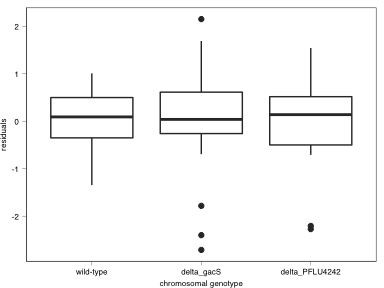 2
1
0
-1
-2
residuals
wild-type delta_gacS delta_PFLU4242
chromosomal genotype